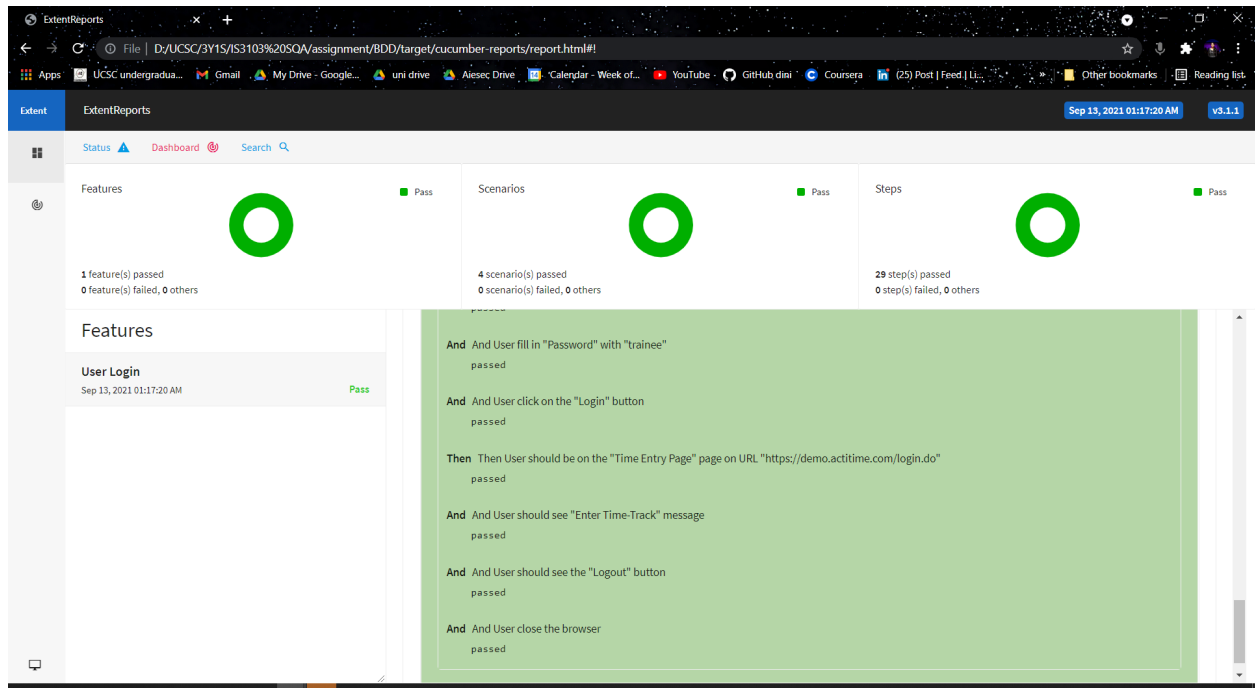 ExtentReports
File | D:/UCSC/3Y1S/IS3103%20SQA/assignment/BDD/target/cucumber-reports/report.html#!
Apps UCSC undergradua... Gmail My Drive - Google... uni drive Aiesec Drive 14 Calendar - Week of... YouTube GitHub dini C Coursera in (25) Post | Feed | Li... » Other bookmarks Reading list
Extent ExtentReports Sep 13, 2021 01:17:20 AM v3.1.1
Status Dashboard Search
Features Pass
1 feature(s) passed
0 feature(s) failed, 0 others
Scenarios Pass
4 scenario(s) passed
0 scenario(s) failed, 0 others
Steps Pass
29 step(s) passed
0 step(s) failed, 0 others
Features
User Login
Sep 13, 2021 01:17:20 AM Pass
passed
And And User fill in "Password" with "trainee"
passed
And And User click on the "Login" button
passed
Then Then User should be on the "Time Entry Page" page on URL "https://demo.actitime.com/login.do"
passed
And And User should see "Enter Time-Track" message
passed
And And User should see the "Logout" button
passed
And And User close the browser
passed